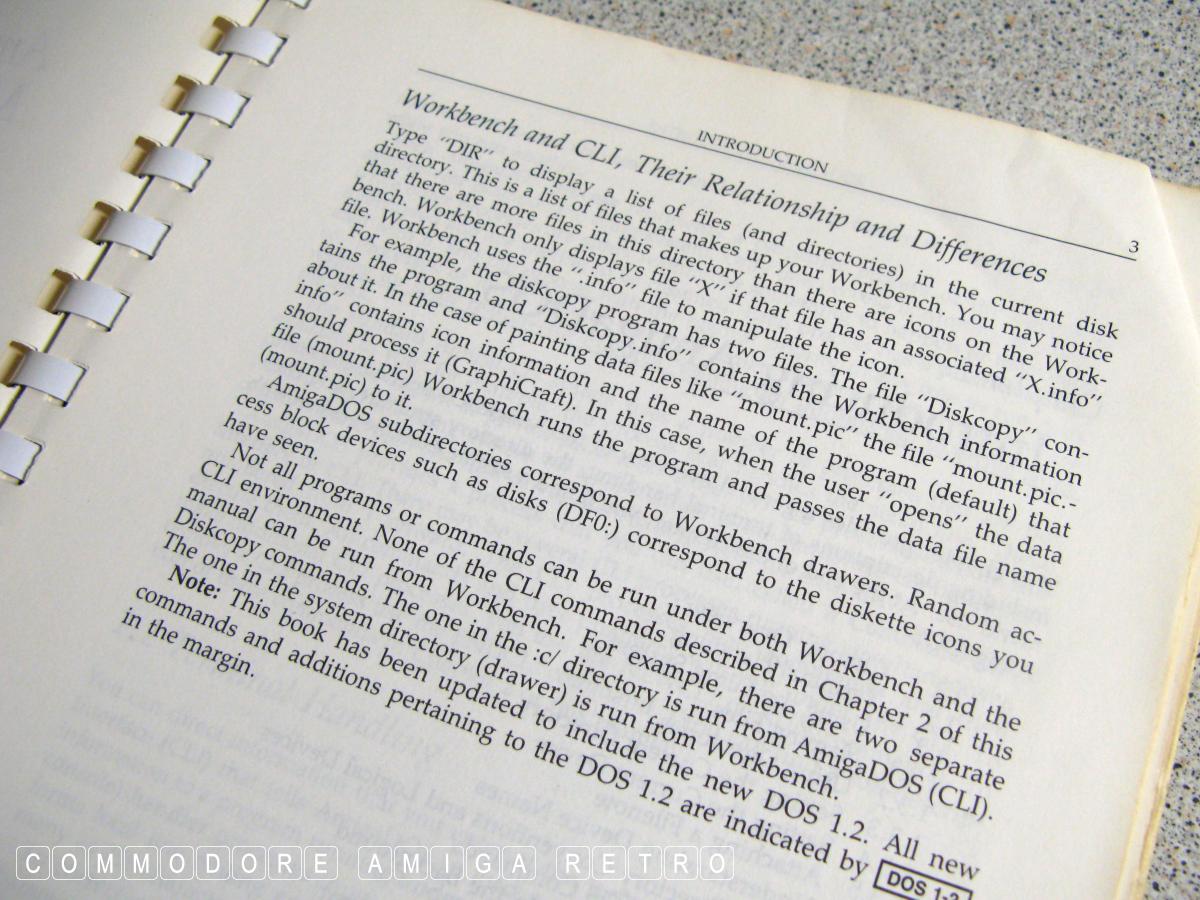 INTRODUCTION
3
Workbench and CLI, Their Relationship and Differences
Type "DIR" to display a list of files (and directories) in the current disk
directory. This is a list of files that makes up your Workbench. You may notice
that there are more files in this directory than there are icons on the Work-
bench. Workbench only displays file "X" if that file has an associated "X.info"
file. Workbench uses the ".info" file to manipulate the icon.
For example, the diskcopy program has two files. The file "Diskcopy" con-
tains the program and "Diskcopy.info" contains the Workbench information
about it. In the case of painting data files like "mount.pic" the file "mount.pic.-
info" contains icon information and the name of the program (default) that
should process it (GraphiCraft). In this case, when the user "opens" the data
file (mount.pic) Workbench runs the program and passes the data file name
(mount.pic) to it.
AmigaDOS subdirectories correspond to Workbench drawers. Random ac-
cess block devices such as disks (DF0:) correspond to the diskette icons you
have seen.
Not all programs or commands can be run under both Workbench and the
CLI environment. None of the CLI commands described in Chapter 2 of this
manual can be run from Workbench. For example, there are two separate
Diskcopy commands. The one in the :c/ directory is run from AmigaDOS (CLI).
The one in the system directory (drawer) is run from Workbench.
Note: This book has been updated to include the new DOS 1.2. All new
commands and additions pertaining to the DOS 1.2 are indicated by DOS 1-2
in the margin.
COMMODORE AMIGA RETRO